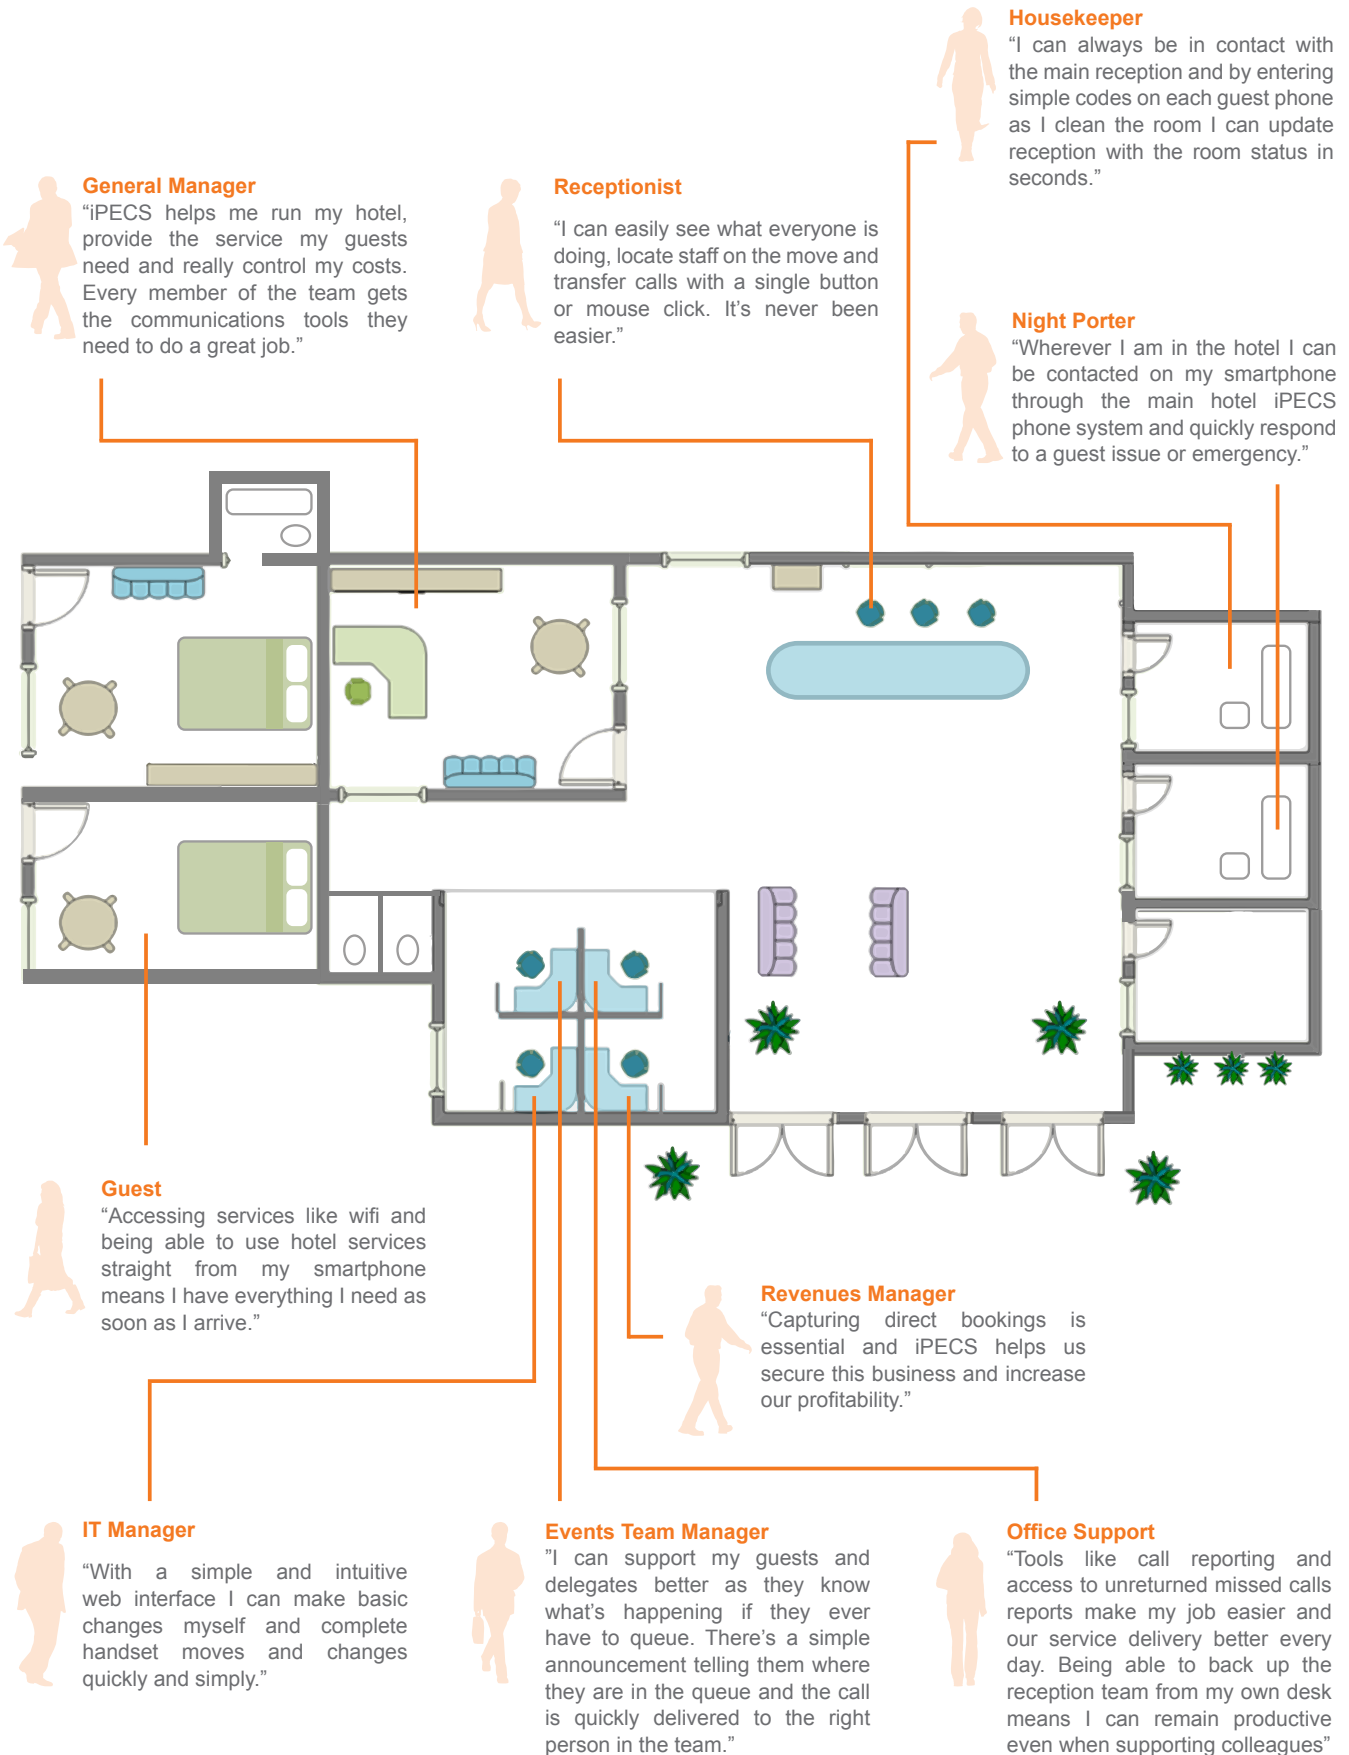 Housekeeper
“I can always be in contact with
the main reception and by entering
simple codes on each guest phone
as I clean the room I can update
reception with the room status in
seconds.”
General Manager
“iPECS helps me run my hotel,
provide the service my guests
need and really control my costs.
Every member of the team gets
the communications tools they
need to do a great job.”
Receptionist
“I can easily see what everyone is
doing, locate staff on the move and
transfer calls with a single button
or mouse click. It’s never been
easier.”
Night Porter
“Wherever I am in the hotel I can
be contacted on my smartphone
through the main hotel iPECS
phone system and quickly respond
to a guest issue or emergency.”
Guest
“Accessing services like wifi and
being able to use hotel services
straight from my smartphone
means I have everything I need as
soon as I arrive.”
Revenues Manager
“Capturing direct bookings is
essential and iPECS helps us
secure this business and increase
our profitability.”
IT Manager
“With a simple and intuitive
web interface I can make basic
changes myself and complete
handset moves and changes
quickly and simply.”
Events Team Manager
"I can support my guests and
delegates better as they know
what’s happening if they ever
have to queue. There’s a simple
announcement telling them where
they are in the queue and the call
is quickly delivered to the right
person in the team.”
Office Support
“Tools like call reporting and
access to unreturned missed calls
reports make my job easier and
our service delivery better every
day. Being able to back up the
reception team from my own desk
means I can remain productive
even when supporting colleagues”